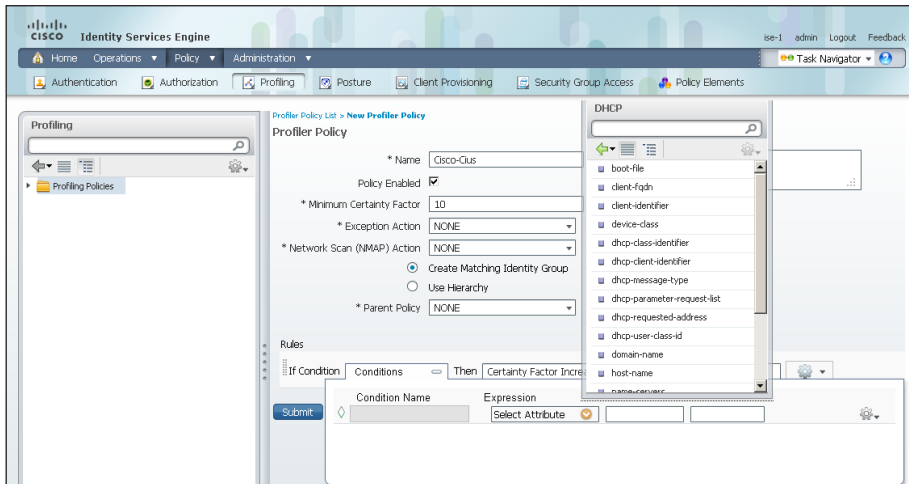 CISCO Identity Services Engine
ise-1 admin Logout Feedback
Home Operations Policy Administration
Task Navigator
Authentication Authorization Profiling Posture Client Provisioning Security Group Access Policy Elements
Profiling
Profiling Policies
Profiler Policy List > New Profiler Policy
Profiler Policy
* Name Cisco-Cius
Policy Enabled
* Minimum Certainty Factor 10
* Exception Action NONE
* Network Scan (NMAP) Action NONE
Create Matching Identity Group
Use Hierarchy
* Parent Policy NONE
Rules
If Condition Conditions Then Certainty Factor Increa
Submit
Condition Name Expression
Select Attribute
DHCP
boot-file
client-fqdn
client-identifier
device-class
dhcp-class-identifier
dhcp-client-identifier
dhcp-message-type
dhcp-parameter-request-list
dhcp-requested-address
dhcp-user-class-id
domain-name
host-name
name-servers